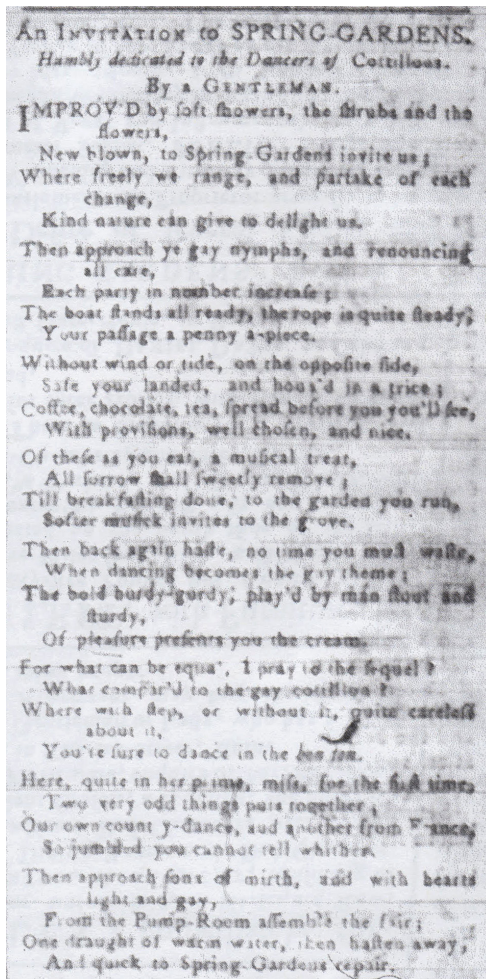 An INVITATION to SPRING-GARDENS.
Humbly dedicated to the Dancers of Cottillons.
By a GENTLEMAN.
IMPROV'D by ſoft ſhowers, the ſhrubs and the
flowers,
New blown, to Spring-Gardens invite us;
Where freely we range, and partake of each
change,
Kind nature can give to delight us.
Then approach ye gay nymphs, and renouncing
all care,
Each party in number increaſe;
The boat ſtands all ready, the rope is quite ſteady,
Your paſſage a penny a-piece.
Without wind or tide, on the oppoſite ſide,
Safe your landed, and hous'd in a trice;
Coffee, chocolate, tea, ſpread before you you'll ſee,
With proviſions, well choſen, and nice.
Of theſe as you eat, a muſical treat,
All ſorrow ſhall ſweetly remove;
Till breakfaſting done, to the garden you run,
Softer muſick invites to the grove.
Then back again haſte, no time you muſt waſte,
When dancing becomes the gay theme;
The bold hurdy-gurdy, play'd by man ſtout and
ſturdy,
Of pleaſure preſents you the cream.
For what can be equa', I pray to the ſequel?
What compar'd to the gay cottillon?
Where with ſtep, or without it, quite careleſs
about it,
You're ſure to dance in the bon ton.
Here, quite in her prime, miſs, for the firſt time,
Two very odd things puts together,
Our own count y-dance, and another from France,
So jumbled you cannot tell whither.
Then approach ſons of mirth, and with hearts
light and gay,
From the Pump-Room aſſemble the fair;
One draught of warm water, then haſten away,
And quick to Spring-Gardens repair.